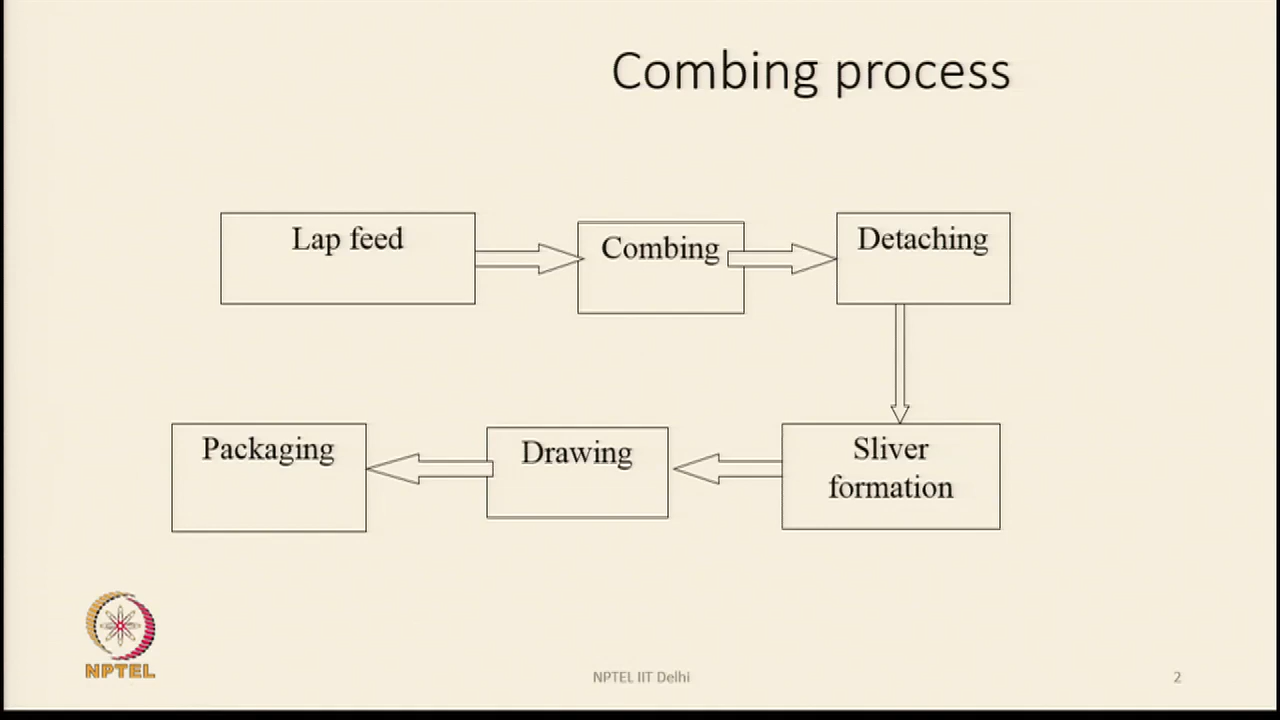 Combing process
Lap feed
Combing
Detaching
Packaging
Drawing
Sliver
formation
NPTEL
NPTEL IIT Delhi
2